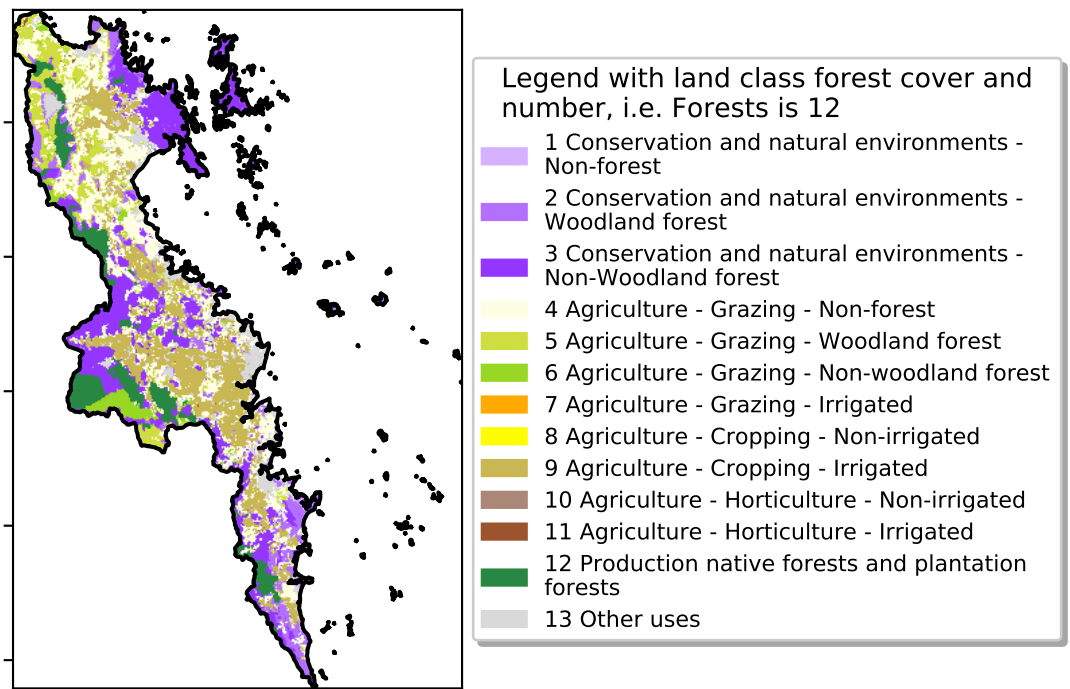 Legend with land class forest cover and
number, i.e. Forests is 12
1 Conservation and natural environments -
Non-forest
2 Conservation and natural environments -
Woodland forest
3 Conservation and natural environments -
Non-Woodland forest
4 Agriculture - Grazing - Non-forest
5 Agriculture - Grazing - Woodland forest
6 Agriculture - Grazing - Non-woodland forest
7 Agriculture - Grazing - Irrigated
8 Agriculture - Cropping - Non-irrigated
9 Agriculture - Cropping - Irrigated
10 Agriculture - Horticulture - Non-irrigated
11 Agriculture - Horticulture - Irrigated
12 Production native forests and plantation
forests
13 Other uses